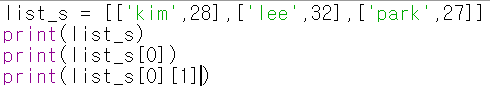 list_s = [['kim',28],['lee',32],['park',27]]
print(list_s)
print(list_s[0])
print(list_s[0][1])